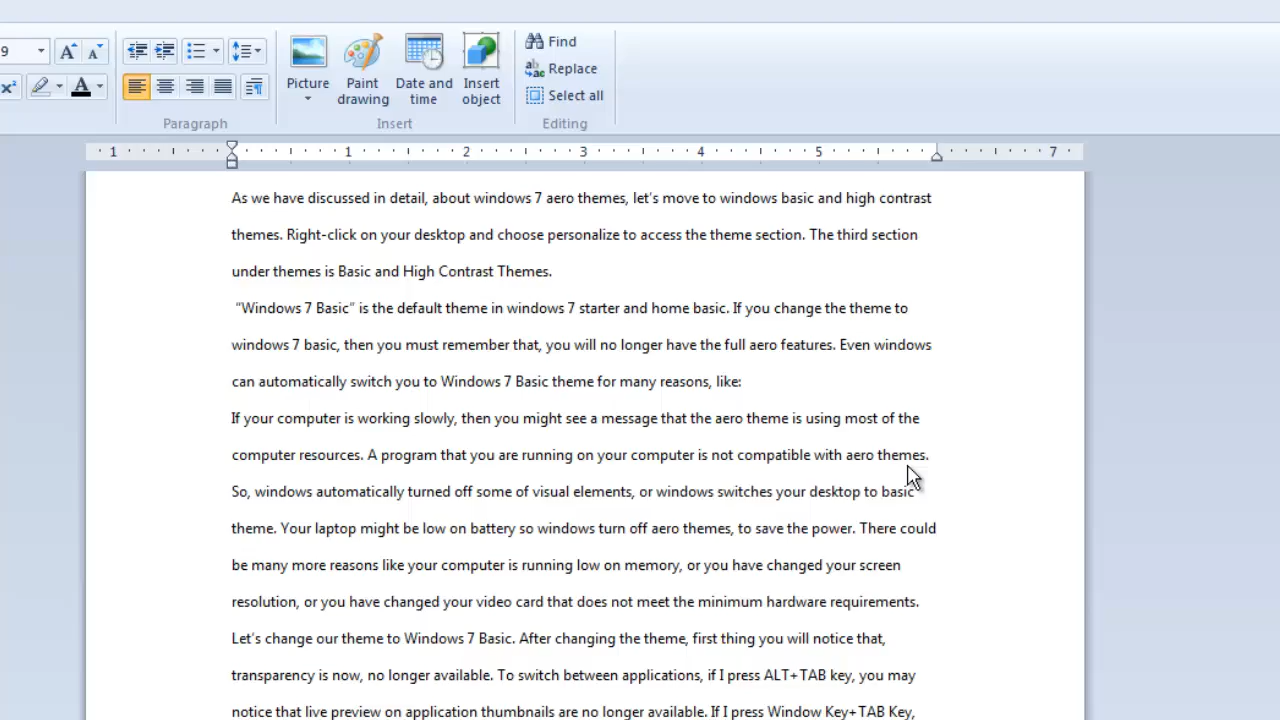 9
A A
Find
Replace
Select all
x² A
Picture
Paint drawing
Date and time
Insert object
Paragraph
Insert
Editing
1 1 2 3 4 5 7
As we have discussed in detail, about windows 7 aero themes, let's move to windows basic and high contrast
themes. Right-click on your desktop and choose personalize to access the theme section. The third section
under themes is Basic and High Contrast Themes.
“Windows 7 Basic” is the default theme in windows 7 starter and home basic. If you change the theme to
windows 7 basic, then you must remember that, you will no longer have the full aero features. Even windows
can automatically switch you to Windows 7 Basic theme for many reasons, like:
If your computer is working slowly, then you might see a message that the aero theme is using most of the
computer resources. A program that you are running on your computer is not compatible with aero themes.
So, windows automatically turned off some of visual elements, or windows switches your desktop to basic
theme. Your laptop might be low on battery so windows turn off aero themes, to save the power. There could
be many more reasons like your computer is running low on memory, or you have changed your screen
resolution, or you have changed your video card that does not meet the minimum hardware requirements.
Let's change our theme to Windows 7 Basic. After changing the theme, first thing you will notice that,
transparency is now, no longer available. To switch between applications, if I press ALT+TAB key, you may
notice that live preview on application thumbnails are no longer available. If I press Window Key+TAB Key,